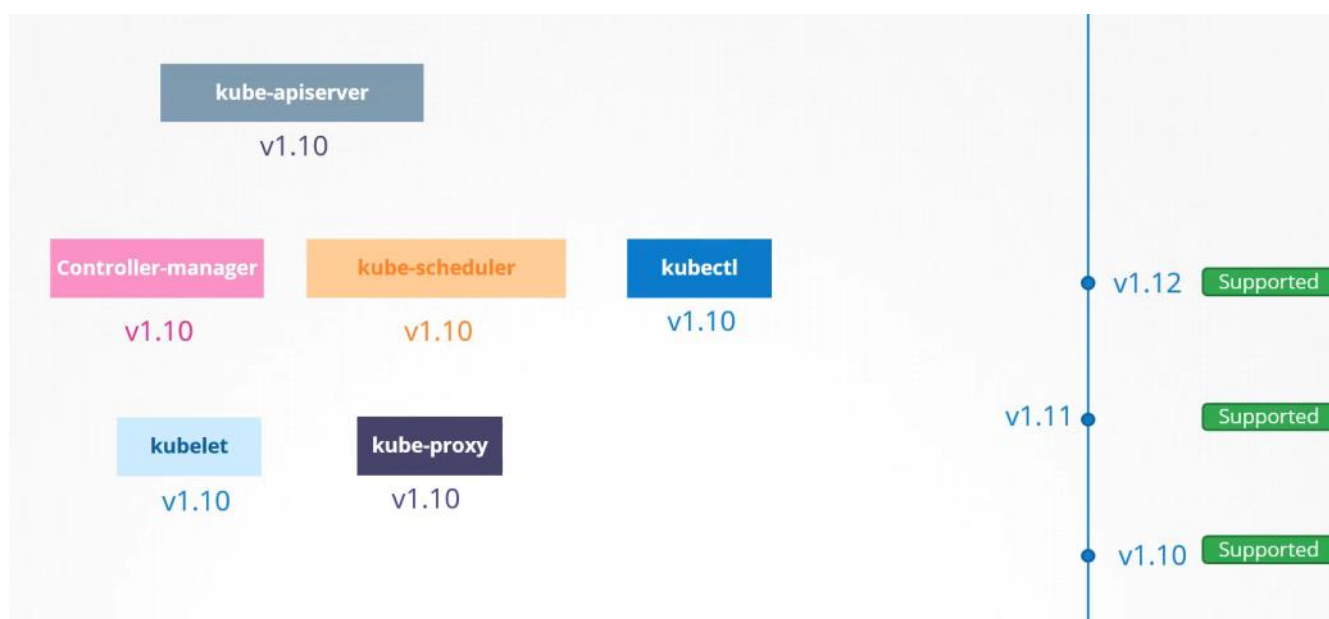 kube-apiserver
v1.10
Controller-manager
kube-scheduler
kubectl
v1.10
v1.10
v1.10
kubelet
kube-proxy
v1.10
v1.10
v1.12
Supported
v1.11
Supported
v1.10
Supported